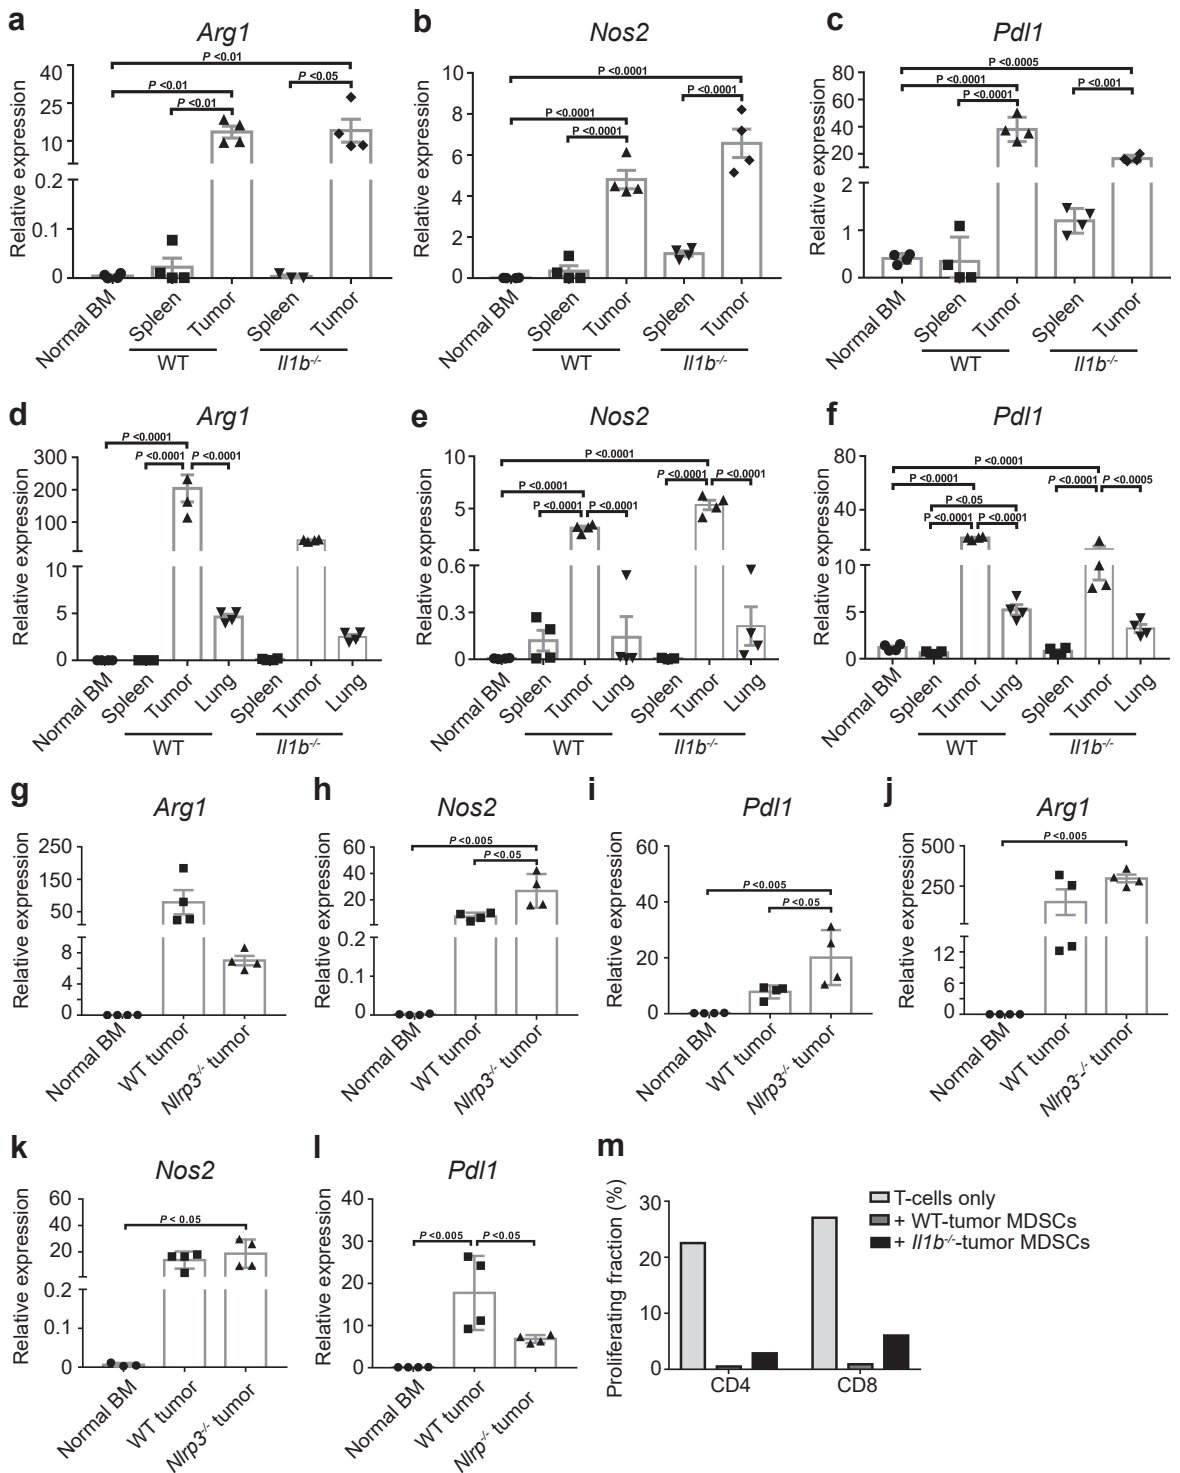 a
Arg1
Relative expression
40
25
10
0.2
0.1
0
P <0.01
P <0.01
P <0.01
P <0.05
Normal BM
Spleen
Tumor
Spleen
Tumor
WT
Il1b-/-
b
Nos2
Relative expression
10
8
6
4
2
0
P <0.0001
P <0.0001
P <0.0001
P <0.0001
Normal BM
Spleen
Tumor
Spleen
Tumor
WT
Il1b-/-
c
Pdl1
Relative expression
80
60
40
20
2
1
0
P <0.0005
P <0.0001
P <0.0001
P <0.001
Normal BM
Spleen
Tumor
Spleen
Tumor
WT
Il1b-/-
d
Arg1
Relative expression
300
200
100
10
5
0
P <0.0001
P <0.0001
P <0.0001
Normal BM
Spleen
Tumor
Lung
Spleen
Tumor
Lung
WT
Il1b-/-
e
Nos2
Relative expression
10
5
0.6
0.3
0
P <0.0001
P <0.0001
P <0.0001
P <0.0001
P <0.0001
P <0.0001
Normal BM
Spleen
Tumor
Lung
Spleen
Tumor
Lung
WT
Il1b-/-
f
Pdl1
Relative expression
80
40
10
5
0
P <0.0001
P <0.0001
P <0.05
P <0.0001
P <0.0001
P <0.0001
P <0.0005
Normal BM
Spleen
Tumor
Lung
Spleen
Tumor
Lung
WT
Il1b-/-
g
Arg1
Relative expression
250
150
50
8
4
0
Normal BM
WT tumor
Nlrp3-/- tumor
h
Nos2
Relative expression
60
40
20
0.2
0.1
0
P <0.005
P <0.05
Normal BM
WT tumor
Nlrp3-/- tumor
i
Pdl1
Relative expression
60
40
20
0
P <0.005
P <0.05
Normal BM
WT tumor
Nlrp3-/- tumor
j
Arg1
Relative expression
500
250
12
6
3
0
P <0.005
Normal BM
WT tumor
Nlrp3-/- tumor
k
Nos2
Relative expression
60
40
20
0.2
0.1
0
P < 0.05
Normal BM
WT tumor
Nlrp3-/- tumor
l
Pdl1
Relative expression
40
30
20
10
0
P <0.005
P <0.05
Normal BM
WT tumor
Nlrp-/- tumor
m
Proliferating fraction (%)
30
20
10
0
CD4
CD8
T-cells only
+ WT-tumor MDSCs
+ Il1b-/--tumor MDSCs